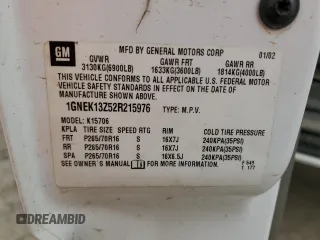 GM
MFD BY GENERAL MOTORS CORP 01/02
GVWR GAWR FRT GAWR RR
3130KG(6900LB) 1633KG(3600LB) 1814KG(4000LB)
THIS VEHICLE CONFORMS TO ALL APPLICABLE U.S. FEDERAL MOTOR
VEHICLE SAFETY STANDARDS IN EFFECT ON THE DATE OF
MANUFACTURE SHOWN ABOVE.
1GNEK13Z52R215976 TYPE: M.P.V.
MODEL: K15706
KPLA TIRE SIZE SPEED RTG RIM COLD TIRE PRESSURE
FRT P265/70R16 S 16X7J 240KPA(35PSI)
RR P265/70R16 S 16X7J 240KPA(35PSI)
SPA P265/70R16 S 16X6.5J 240KPA(35PSI)
SEE OWNER'S MANUAL FOR MORE INFORMATION
DREAMBID